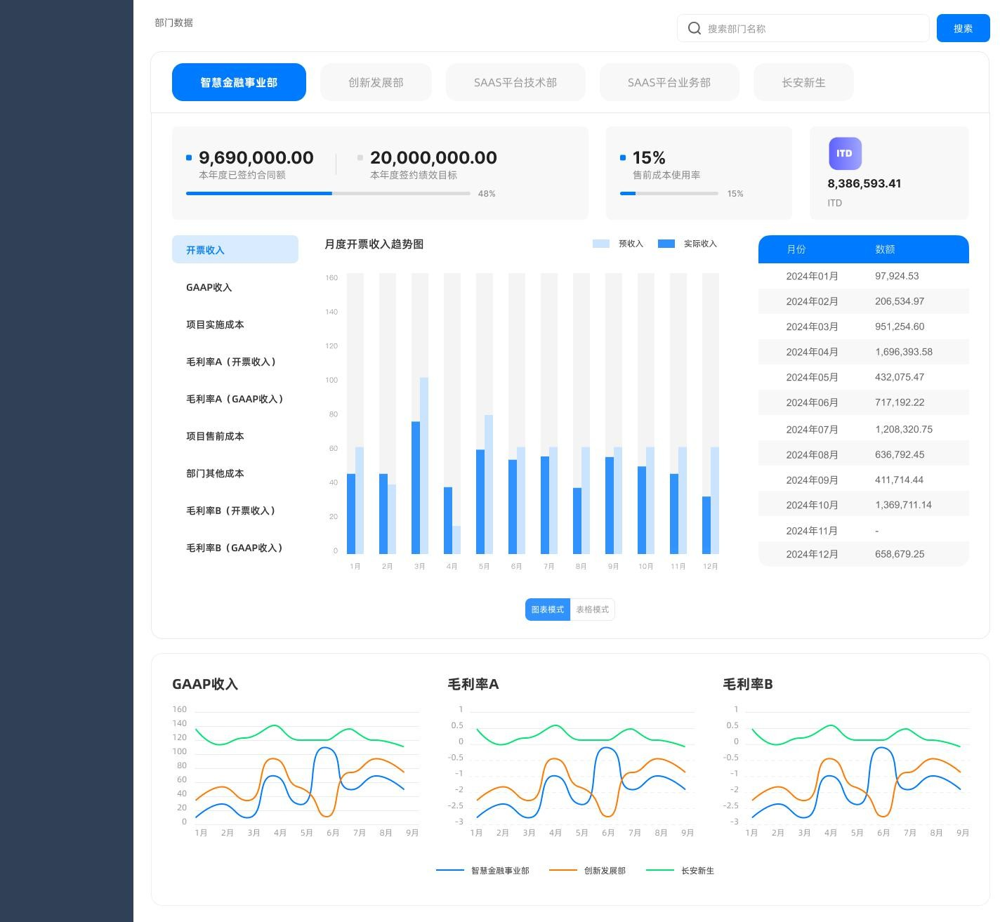 部门数据
搜索部门名称
搜索
智慧金融事业部
创新发展部
SAAS平台技术部
SAAS平台业务部
长安新生
9,690,000.00
本年度已签约合同额
20,000,000.00
本年度签约绩效目标
48%
15%
售前成本使用率
15%
ITD
8,386,593.41
ITD
开票收入
GAAP收入
项目实施成本
毛利率A（开票收入）
毛利率A（GAAP收入）
项目售前成本
部门其他成本
毛利率B（开票收入）
毛利率B（GAAP收入）
月度开票收入趋势图
预收入
实际收入
160
140
120
100
80
60
40
20
0
1月 2月 3月 4月 5月 6月 7月 8月 9月 10月 11月 12月
月份 数额
2024年01月 97,924.53
2024年02月 206,534.97
2024年03月 951,254.60
2024年04月 1,696,393.58
2024年05月 432,075.47
2024年06月 717,192.22
2024年07月 1,208,320.75
2024年08月 636,792.45
2024年09月 411,714.44
2024年10月 1,369,711.14
2024年11月 -
2024年12月 658,679.25
图表模式 表格模式
GAAP收入
160
140
120
100
80
60
40
20
0
1月 2月 3月 4月 5月 6月 7月 8月 9月
毛利率A
1
0.5
0
-0.5
-1
-2
-2.5
-3
1月 2月 3月 4月 5月 6月 7月 8月 9月
毛利率B
1
0.5
0
-0.5
-1
-2
-2.5
-3
1月 2月 3月 4月 5月 6月 7月 8月 9月
智慧金融事业部 创新发展部 长安新生